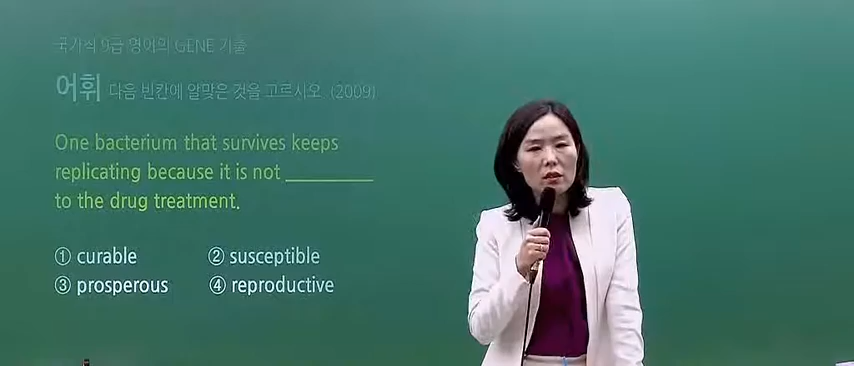 국가직 9급 영어의 GENE 기출
어휘 다음 빈칸에 알맞은 것을 고르시오. (2009)
One bacterium that survives keeps
replicating because it is not __________
to the drug treatment.
① curable ② susceptible
③ prosperous ④ reproductive